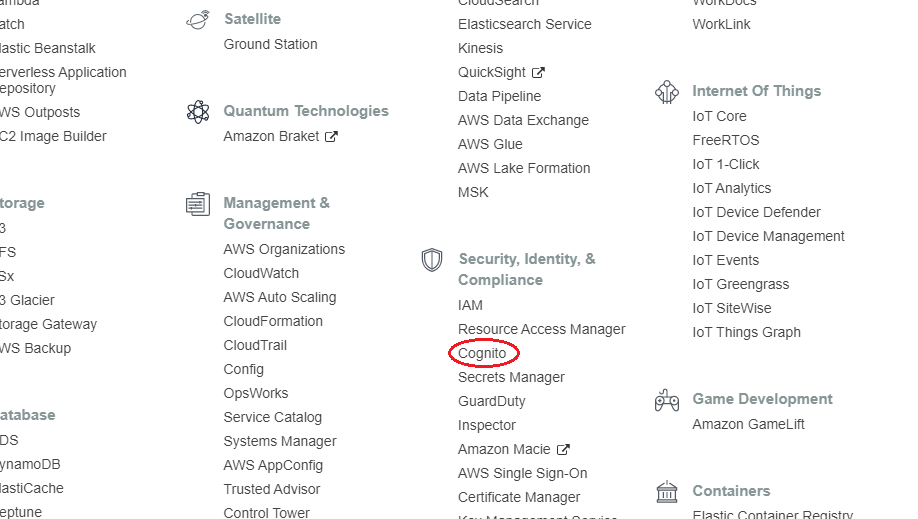 Satellite
Ground Station
Quantum Technologies
Amazon Braket
Management &
Governance
AWS Organizations
CloudWatch
AWS Auto Scaling
CloudFormation
CloudTrail
Config
OpsWorks
Service Catalog
Systems Manager
AWS AppConfig
Trusted Advisor
Control Tower
lambda
atch
lastic Beanstalk
erverless Application
epository
WS Outposts
C2 Image Builder
torage
3
FS
Sx
3 Glacier
torage Gateway
WS Backup
atabase
DS
ynamoDB
lastiCache
eptune
CloudSearch
Elasticsearch Service
Kinesis
QuickSight
Data Pipeline
AWS Data Exchange
AWS Glue
AWS Lake Formation
MSK
Security, Identity, &
Compliance
IAM
Resource Access Manager
Cognito
Secrets Manager
GuardDuty
Inspector
Amazon Macie
AWS Single Sign-On
Certificate Manager
Key Management Service
WorkDocs
WorkLink
Internet Of Things
IoT Core
FreeRTOS
IoT 1-Click
IoT Analytics
IoT Device Defender
IoT Device Management
IoT Events
IoT Greengrass
IoT SiteWise
IoT Things Graph
Game Development
Amazon GameLift
Containers
Elastic Container Registry